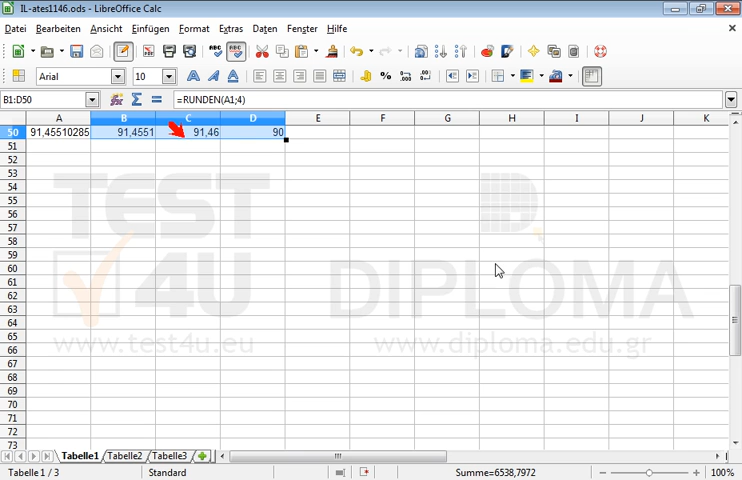 IL-ates1146.ods - LibreOffice Calc
Datei Bearbeiten Ansicht Einfügen Format Extras Daten Fenster Hilfe
Arial 10
B1:D50 =RUNDEN(A1;4)
A B C D E F G H I J K
50 91,45510285 91,4551 91,46 90
51
52
53
54
55
56
57
58
59
60
61
62
63
64
65
66
67
68
69
70
71
72
73
TEST
4U
www.test4u.eu
D.
DIPLOMA
www.diploma.edu.gr
Tabelle1 Tabelle2 Tabelle3
Tabelle 1 / 3 Standard Summe=6538,7972 100%